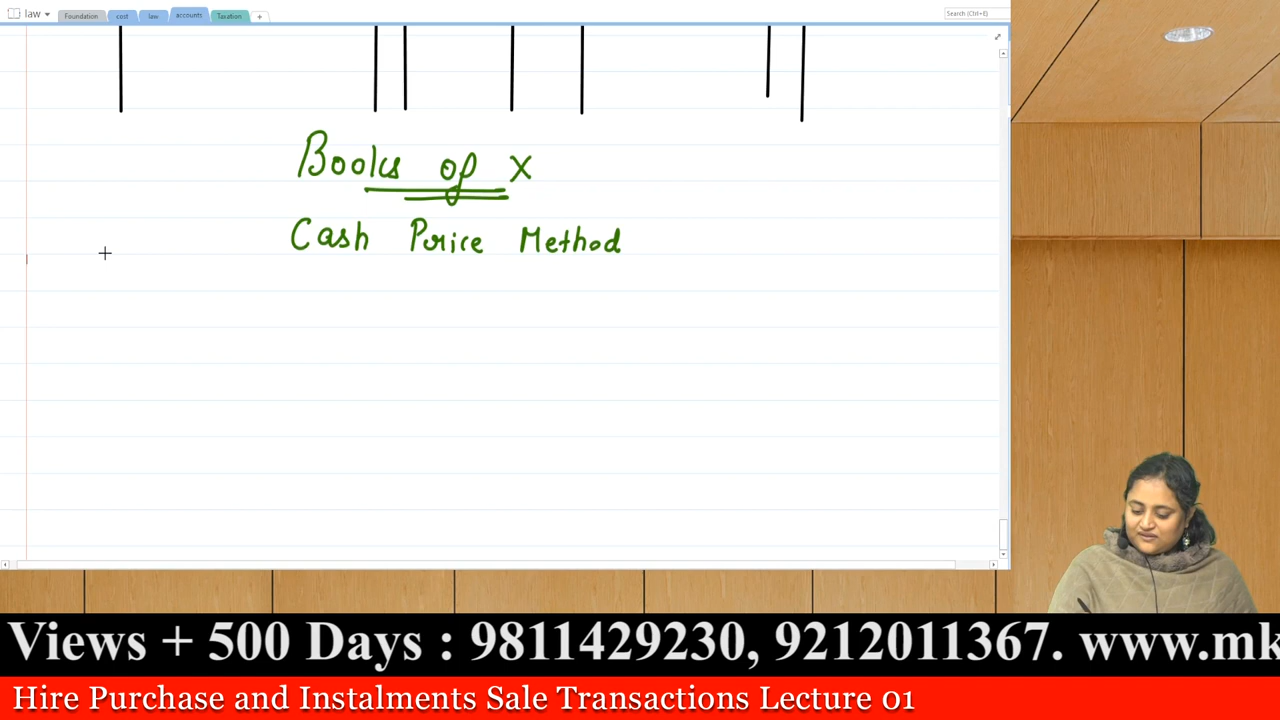 law Foundation cost law accounts Taxation + Search (Ctrl+E)
Books of X
Cash Price Method
Views + 500 Days : 9811429230, 9212011367. www.mk
Hire Purchase and Instalments Sale Transactions Lecture 01